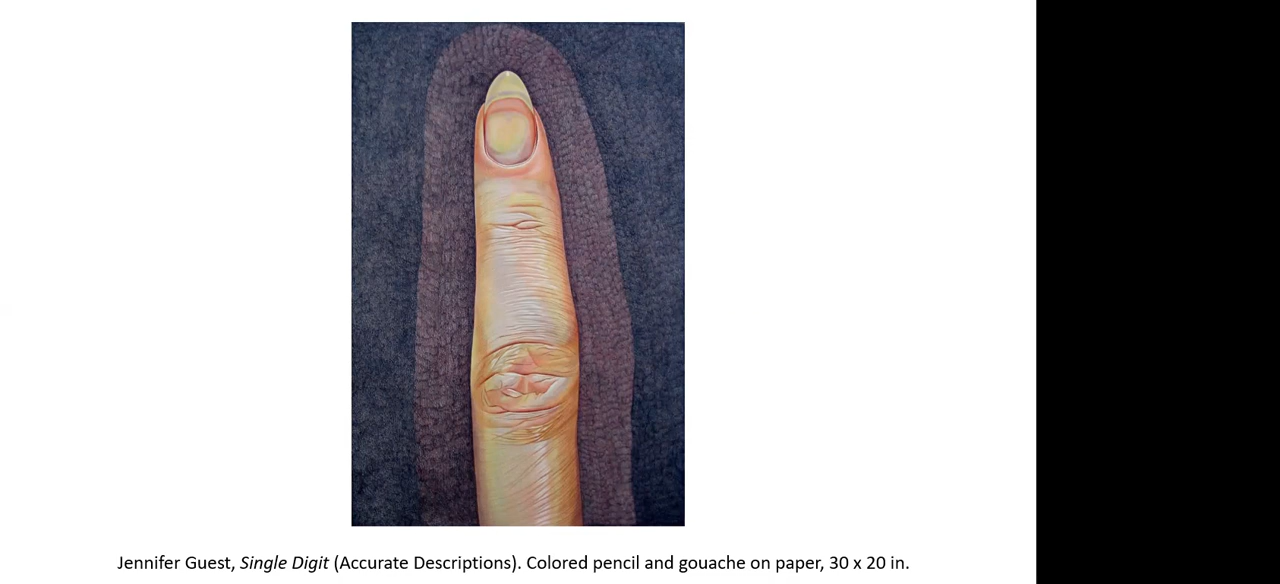 Jennifer Guest, Single Digit (Accurate Descriptions). Colored pencil and gouache on paper, 30 x 20 in.